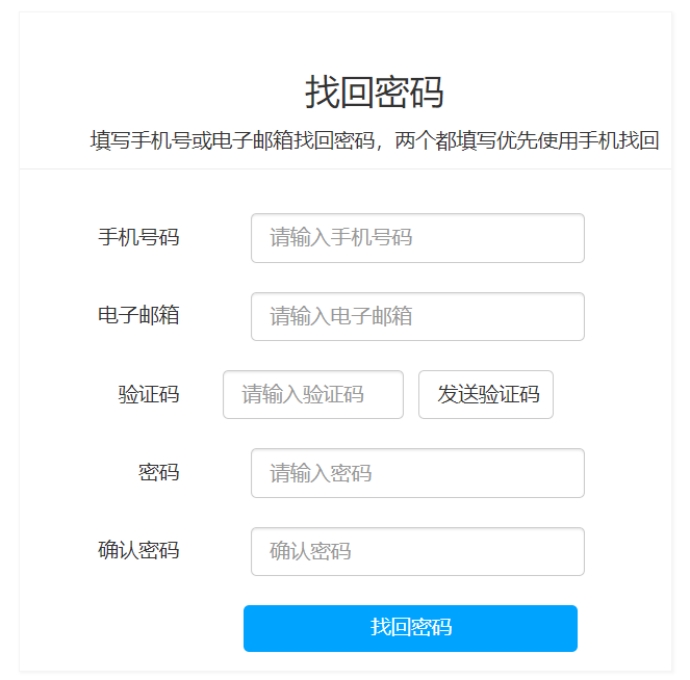 找回密码
填写手机号或电子邮箱找回密码，两个都填写优先使用手机找回
手机号码 请输入手机号码
电子邮箱 请输入电子邮箱
验证码 请输入验证码 发送验证码
密码 请输入密码
确认密码 确认密码
找回密码